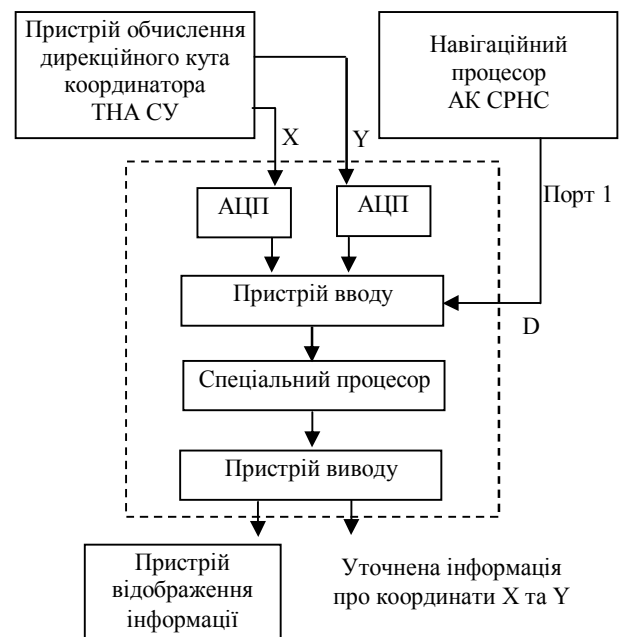 Пристрій обчислення
дирекційного кута
координатора
ТНА СУ
Навігаційний
процесор
АК СРНС
X
Y
Порт 1
АЦП
АЦП
Пристрій вводу
D
Спеціальний процесор
Пристрій виводу
Пристрій
відображення
інформації
Уточнена інформація
про координати X та Y